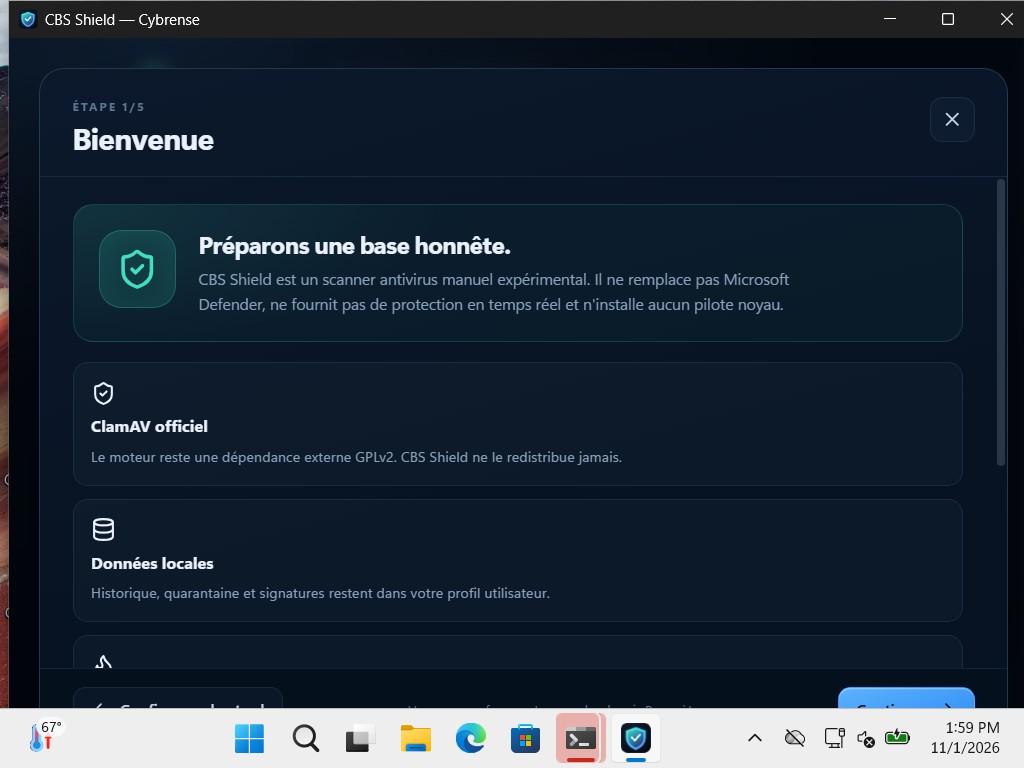 CBS Shield — Cybrense
ÉTAPE 1/5
Bienvenue
Préparons une base honnête.
CBS Shield est un scanner antivirus manuel expérimental. Il ne remplace pas Microsoft
Defender, ne fournit pas de protection en temps réel et n'installe aucun pilote noyau.
ClamAV officiel
Le moteur reste une dépendance externe GPLv2. CBS Shield ne le redistribue jamais.
Données locales
Historique, quarantaine et signatures restent dans votre profil utilisateur.
67°
1:59 PM
11/1/2026